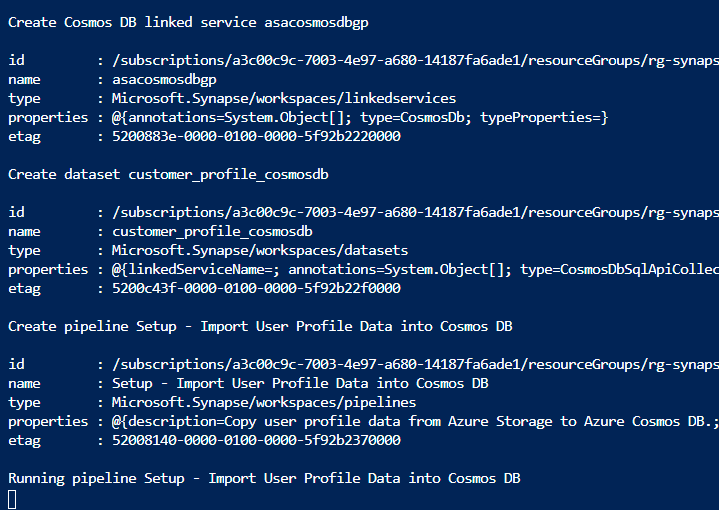 Create Cosmos DB linked service asacosmosdbgp
id         : /subscriptions/a3c00c9c-7003-4e97-a680-14187fa6ade1/resourceGroups/rg-synaps
name       : asacosmosdbgp
type       : Microsoft.Synapse/workspaces/linkedservices
properties : @{annotations=System.Object[]; type=CosmosDb; typeProperties=}
etag       : 5200883e-0000-0100-0000-5f92b2220000
Create dataset customer_profile_cosmosdb
id         : /subscriptions/a3c00c9c-7003-4e97-a680-14187fa6ade1/resourceGroups/rg-synaps
name       : customer_profile_cosmosdb
type       : Microsoft.Synapse/workspaces/datasets
properties : @{linkedServiceName=; annotations=System.Object[]; type=CosmosDbSqlApiCollec
etag       : 5200c43f-0000-0100-0000-5f92b22f0000
Create pipeline Setup - Import User Profile Data into Cosmos DB
id         : /subscriptions/a3c00c9c-7003-4e97-a680-14187fa6ade1/resourceGroups/rg-synaps
name       : Setup - Import User Profile Data into Cosmos DB
type       : Microsoft.Synapse/workspaces/pipelines
properties : @{description=Copy user profile data from Azure Storage to Azure Cosmos DB.;
etag       : 52008140-0000-0100-0000-5f92b2370000
Running pipeline Setup - Import User Profile Data into Cosmos DB